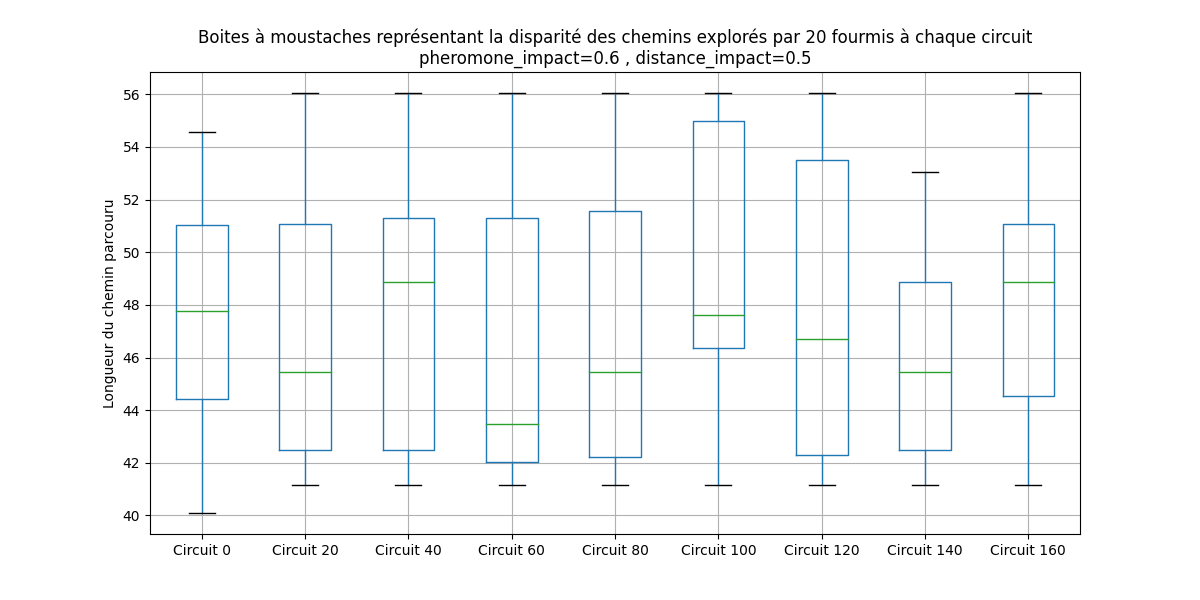 Boites à moustaches représentant la disparité des chemins explorés par 20 fourmis à chaque circuit
pheromone_impact=0.6 , distance_impact=0.5
Longueur du chemin parcouru
56
54
52
50
48
46
44
42
40
Circuit 0 Circuit 20 Circuit 40 Circuit 60 Circuit 80 Circuit 100 Circuit 120 Circuit 140 Circuit 160